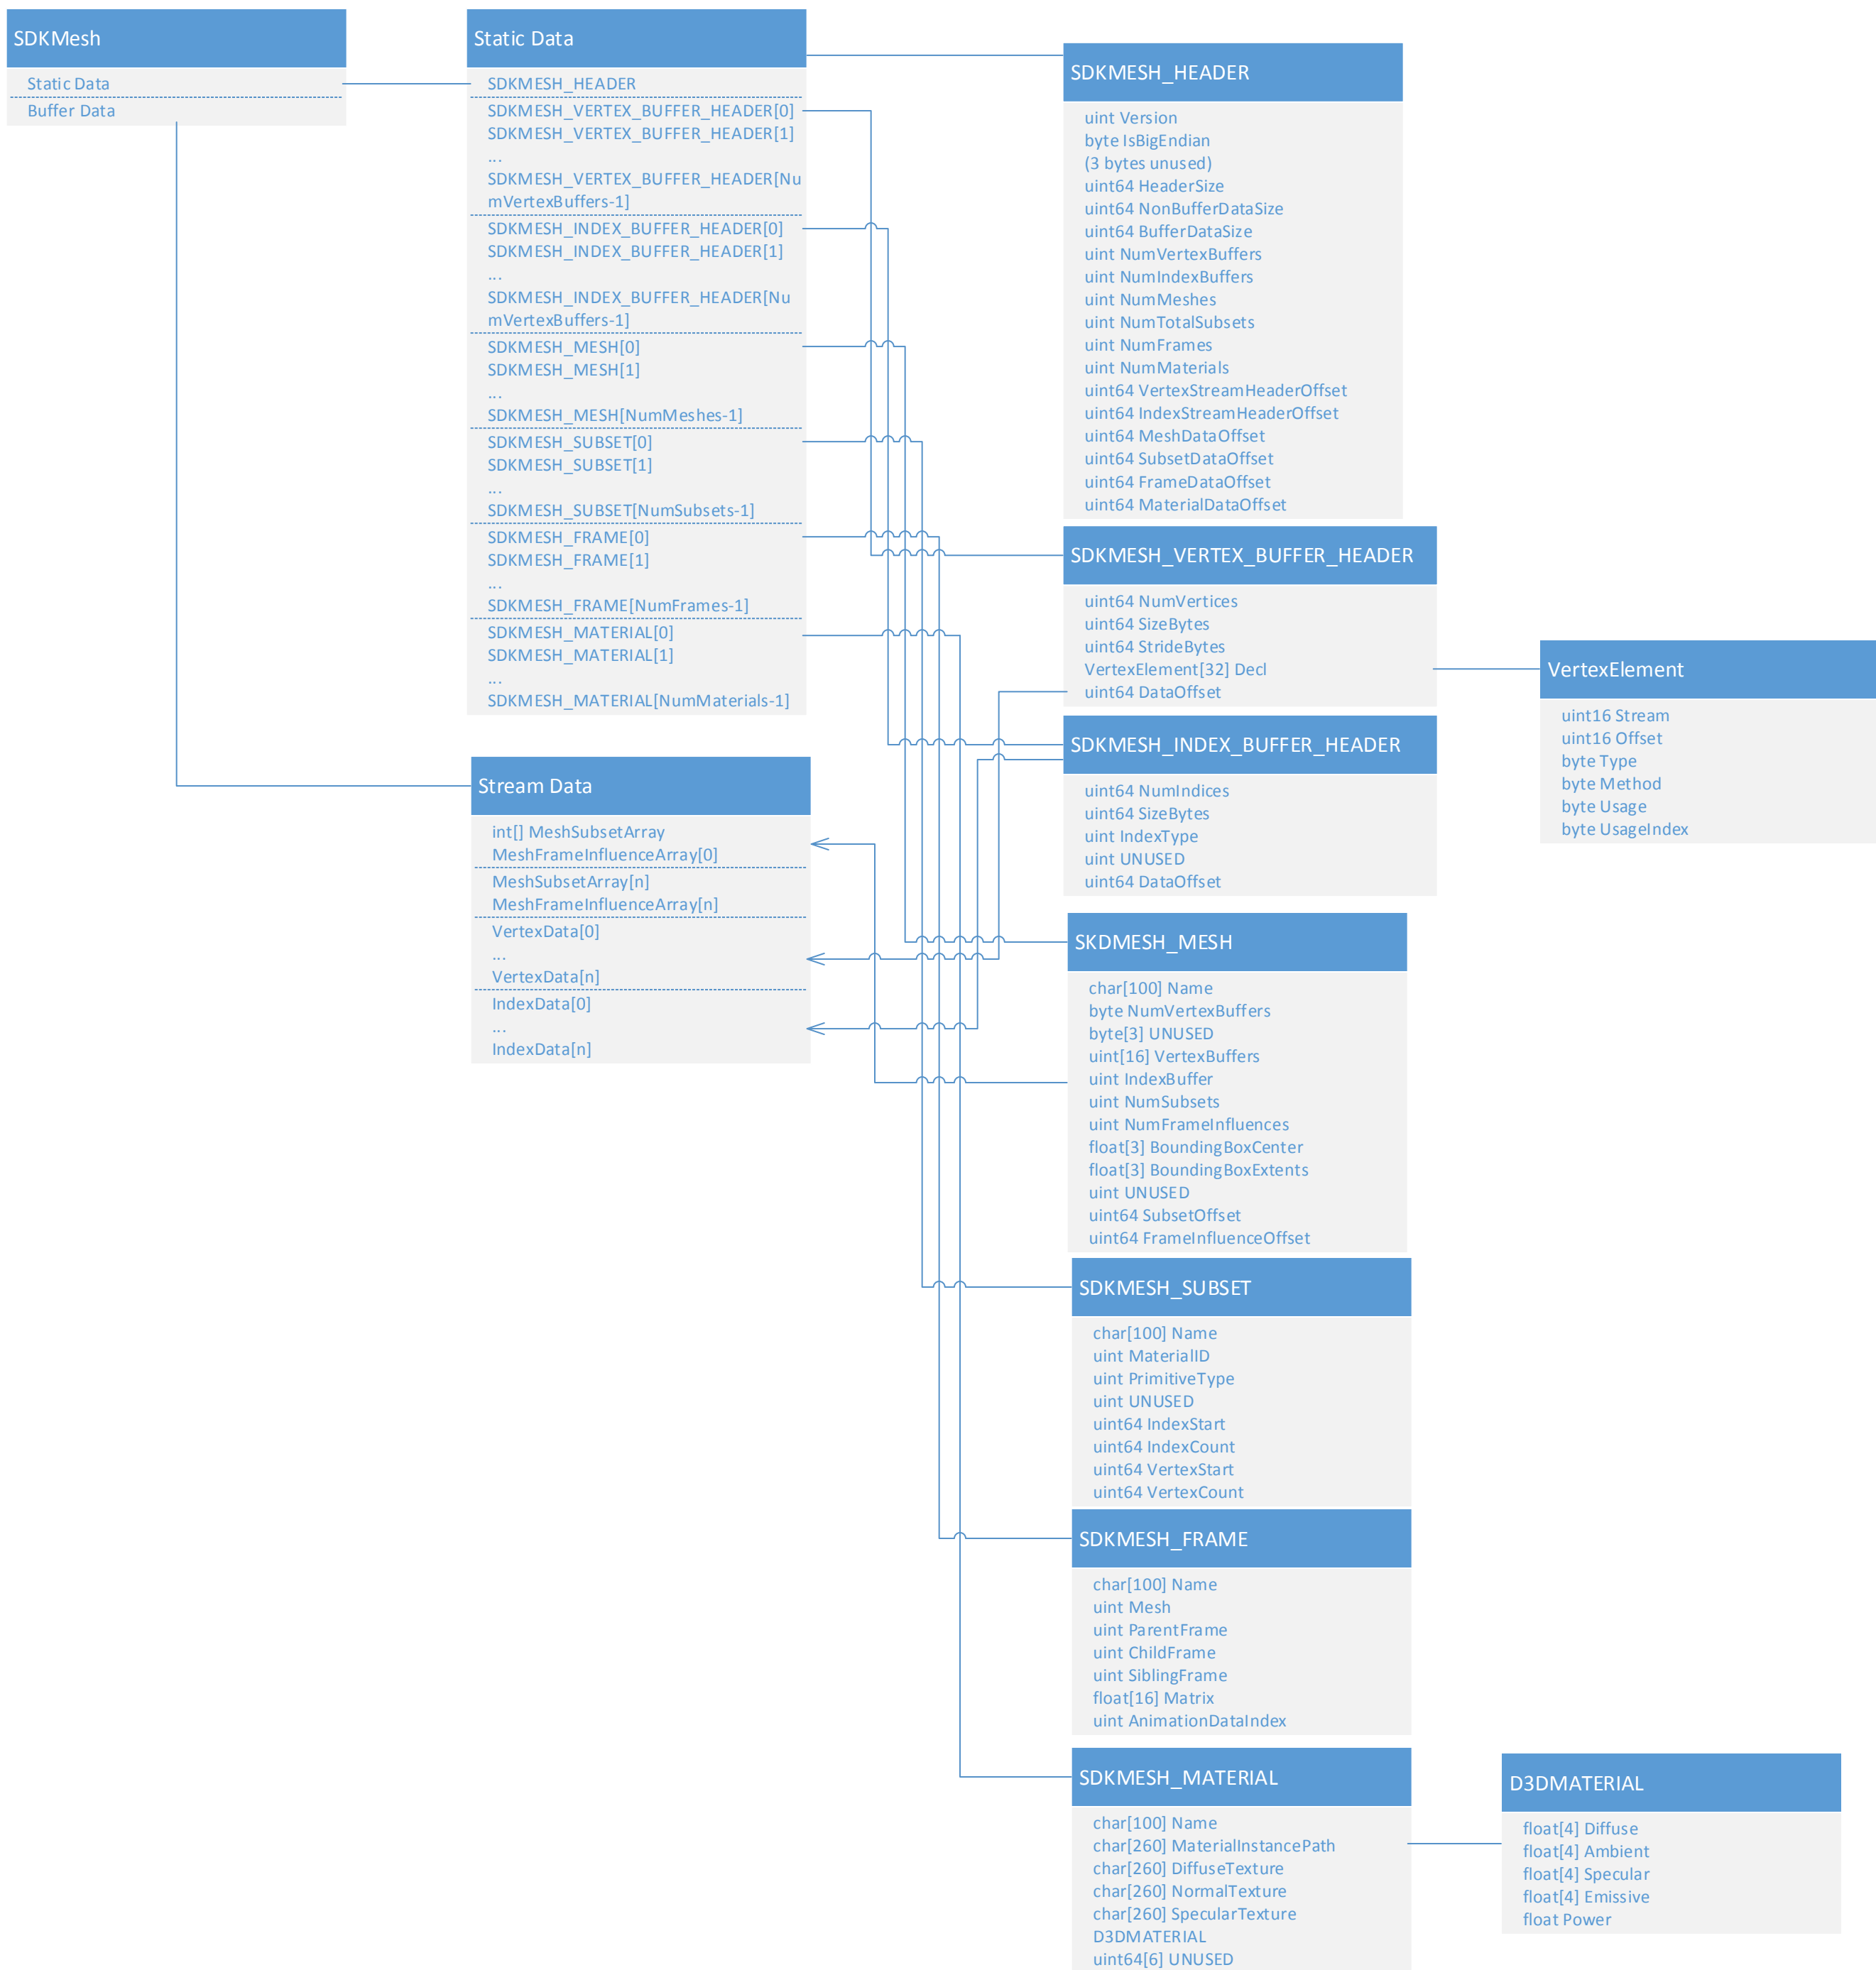 SDKMesh
Static Data
Buffer Data
Static Data
SDKMESH_HEADER
SDKMESH_VERTEX_BUFFER_HEADER[0]
SDKMESH_VERTEX_BUFFER_HEADER[1]
...
SDKMESH_VERTEX_BUFFER_HEADER[Nu
mVertexBuffers-1]
SDKMESH_INDEX_BUFFER_HEADER[0]
SDKMESH_INDEX_BUFFER_HEADER[1]
...
SDKMESH_INDEX_BUFFER_HEADER[Nu
mVertexBuffers-1]
SDKMESH_MESH[0]
SDKMESH_MESH[1]
...
SDKMESH_MESH[NumMeshes-1]
SDKMESH_SUBSET[0]
SDKMESH_SUBSET[1]
...
SDKMESH_SUBSET[NumSubsets-1]
SDKMESH_FRAME[0]
SDKMESH_FRAME[1]
...
SDKMESH_FRAME[NumFrames-1]
SDKMESH_MATERIAL[0]
SDKMESH_MATERIAL[1]
...
SDKMESH_MATERIAL[NumMaterials-1]
Stream Data
int[] MeshSubsetArray
MeshFrameInfluenceArray[0]
MeshSubsetArray[n]
MeshFrameInfluenceArray[n]
VertexData[0]
...
VertexData[n]
IndexData[0]
...
IndexData[n]
SDKMESH_HEADER
uint Version
byte IsBigEndian
(3 bytes unused)
uint64 HeaderSize
uint64 NonBufferDataSize
uint64 BufferDataSize
uint NumVertexBuffers
uint NumIndexBuffers
uint NumMeshes
uint NumTotalSubsets
uint NumFrames
uint NumMaterials
uint64 VertexStreamHeaderOffset
uint64 IndexStreamHeaderOffset
uint64 MeshDataOffset
uint64 SubsetDataOffset
uint64 FrameDataOffset
uint64 MaterialDataOffset
SDKMESH_VERTEX_BUFFER_HEADER
uint64 NumVertices
uint64 SizeBytes
uint64 StrideBytes
VertexElement[32] Decl
uint64 DataOffset
VertexElement
uint16 Stream
uint16 Offset
byte Type
byte Method
byte Usage
byte UsageIndex
SDKMESH_INDEX_BUFFER_HEADER
uint64 NumIndices
uint64 SizeBytes
uint IndexType
uint UNUSED
uint64 DataOffset
SKDMESH_MESH
char[100] Name
byte NumVertexBuffers
byte[3] UNUSED
uint[16] VertexBuffers
uint IndexBuffer
uint NumSubsets
uint NumFrameInfluences
float[3] BoundingBoxCenter
float[3] BoundingBoxExtents
uint UNUSED
uint64 SubsetOffset
uint64 FrameInfluenceOffset
SDKMESH_SUBSET
char[100] Name
uint MaterialID
uint PrimitiveType
uint UNUSED
uint64 IndexStart
uint64 IndexCount
uint64 VertexStart
uint64 VertexCount
SDKMESH_FRAME
char[100] Name
uint Mesh
uint ParentFrame
uint ChildFrame
uint SiblingFrame
float[16] Matrix
uint AnimationDataIndex
SDKMESH_MATERIAL
char[100] Name
char[260] MaterialInstancePath
char[260] DiffuseTexture
char[260] NormalTexture
char[260] SpecularTexture
D3DMATERIAL
uint64[6] UNUSED
D3DMATERIAL
float[4] Diffuse
float[4] Ambient
float[4] Specular
float[4] Emissive
float Power